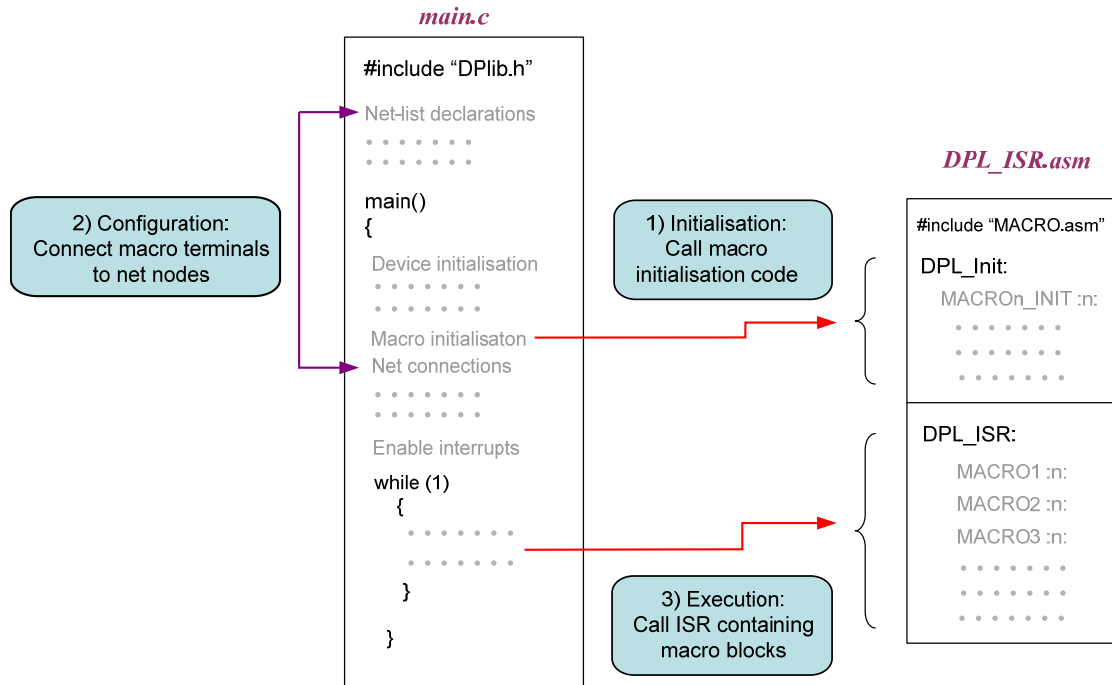 main.c
#include “DPlib.h”
Net-list declarations
main()
{
Device initialisation
Macro initialisaton
Net connections
Enable interrupts
while (1)
{
}
}
2) Configuration:
Connect macro terminals
to net nodes
1) Initialisation:
Call macro
initialisation code
3) Execution:
Call ISR containing
macro blocks
DPL_ISR.asm
#include “MACRO.asm”
DPL_Init:
MACROn_INIT :n:
DPL_ISR:
MACRO1 :n:
MACRO2 :n:
MACRO3 :n: